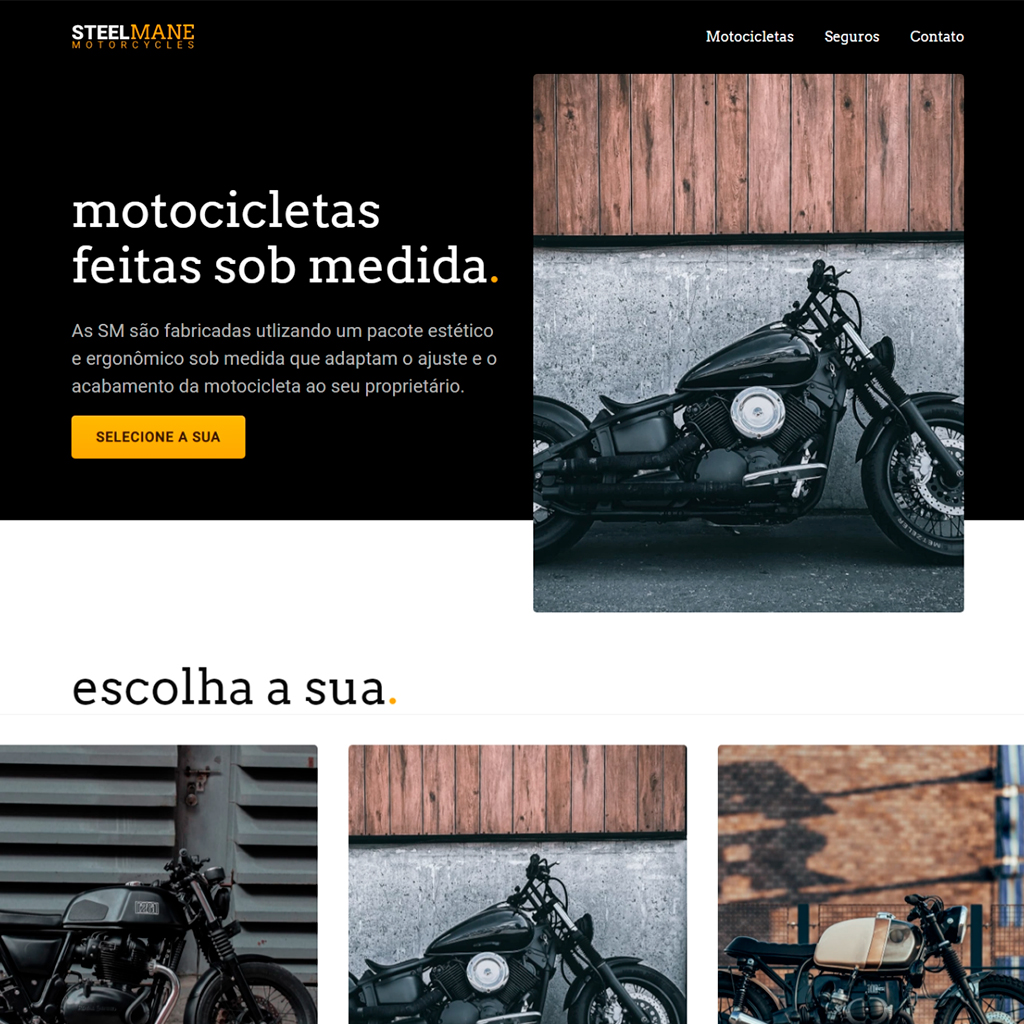 STEELMANE
MOTORCYCLES
Motocicletas
Seguros
Contato
motocicletas
feitas sob medida.
As SM são fabricadas utlizando um pacote estético
e ergonômico sob medida que adaptam o ajuste e o
acabamento da motocicleta ao seu proprietário.
SELECIONE A SUA
METZELER
escolha a sua.